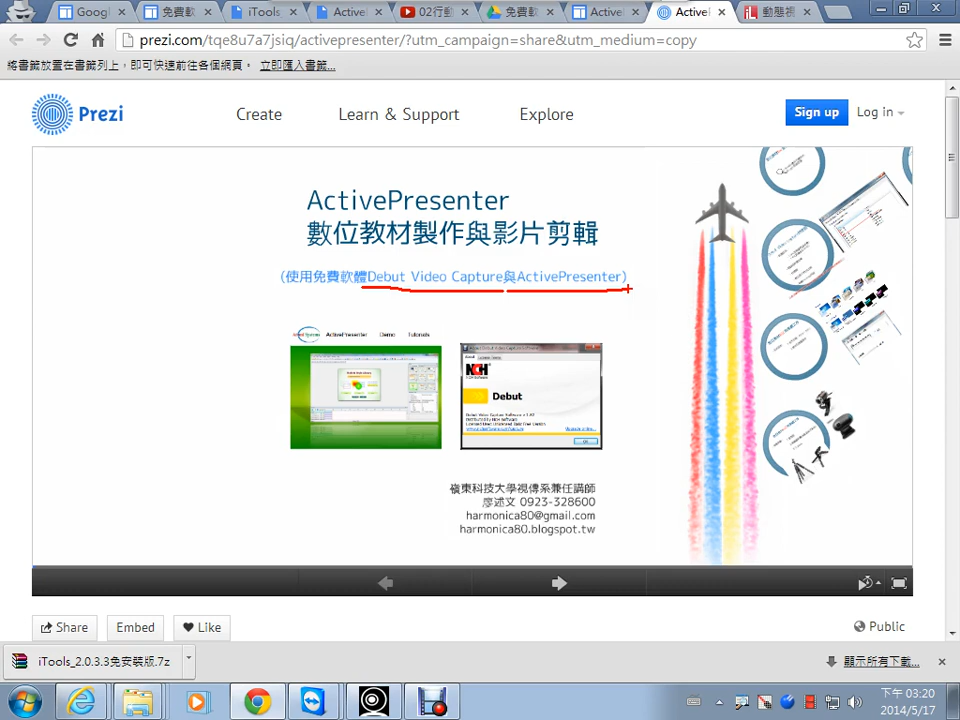 Googl
免費軟
iTools
Active
02行動
免費軟
Active
Active
動態視
prezi.com/tqe8u7a7jsiq/activepresenter/?utm_campaign=share&utm_medium=copy
將書籤放置在書籤列上，即可快速前往各個網頁。 立即匯入書籤...
Prezi
Create
Learn & Support
Explore
Sign up
Log in
ActivePresenter
數位教材製作與影片剪輯
(使用免費軟體Debut Video Capture與ActivePresenter)
ActivePresenter Demo Tutorials
NCH
Debut
OK
嶺東科技大學視傳系兼任講師
廖述文 0923-328600
harmonica80@gmail.com
harmonica80.blogspot.tw
Share
Embed
Like
Public
iTools_2.0.3.3免安裝版.7z
顯示所有下載...
下午 03:20
2014/5/17